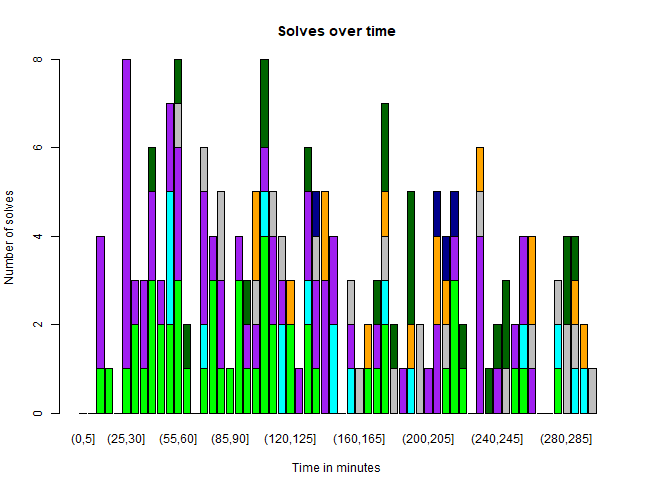 Solves over time
Number of solves
8
6
4
2
0
(0,5] (25,30] (55,60] (85,90] (120,125] (160,165] (200,205] (240,245] (280,285]
Time in minutes